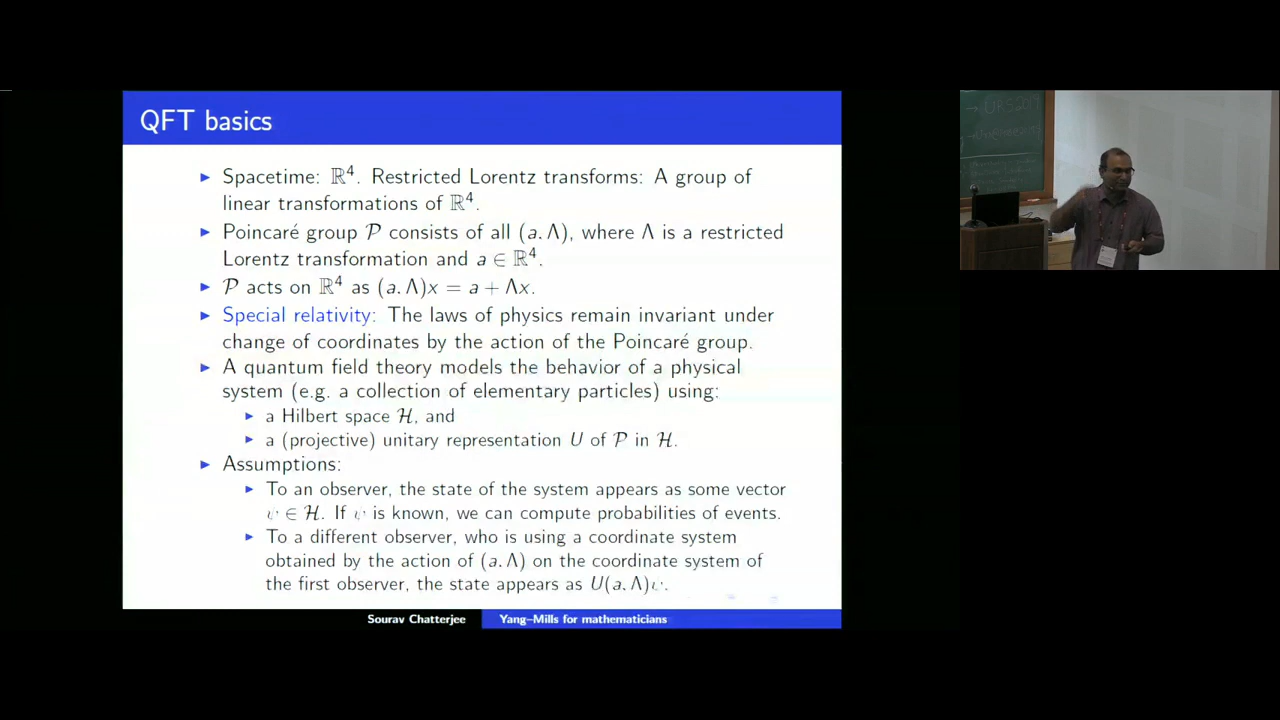 QFT basics
▶ Spacetime: ℝ⁴. Restricted Lorentz transforms: A group of
linear transformations of ℝ⁴.
▶ Poincaré group 𝒫 consists of all (a, Λ), where Λ is a restricted
Lorentz transformation and a ∈ ℝ⁴.
▶ 𝒫 acts on ℝ⁴ as (a, Λ)x = a + Λx.
▶ Special relativity: The laws of physics remain invariant under
change of coordinates by the action of the Poincaré group.
▶ A quantum field theory models the behavior of a physical
system (e.g. a collection of elementary particles) using:
▶ a Hilbert space ℋ, and
▶ a (projective) unitary representation U of 𝒫 in ℋ.
▶ Assumptions:
▶ To an observer, the state of the system appears as some vector
ψ ∈ ℋ. If ψ is known, we can compute probabilities of events.
▶ To a different observer, who is using a coordinate system
obtained by the action of (a, Λ) on the coordinate system of
the first observer, the state appears as U(a, Λ)ψ.
Sourav Chatterjee Yang–Mills for mathematicians